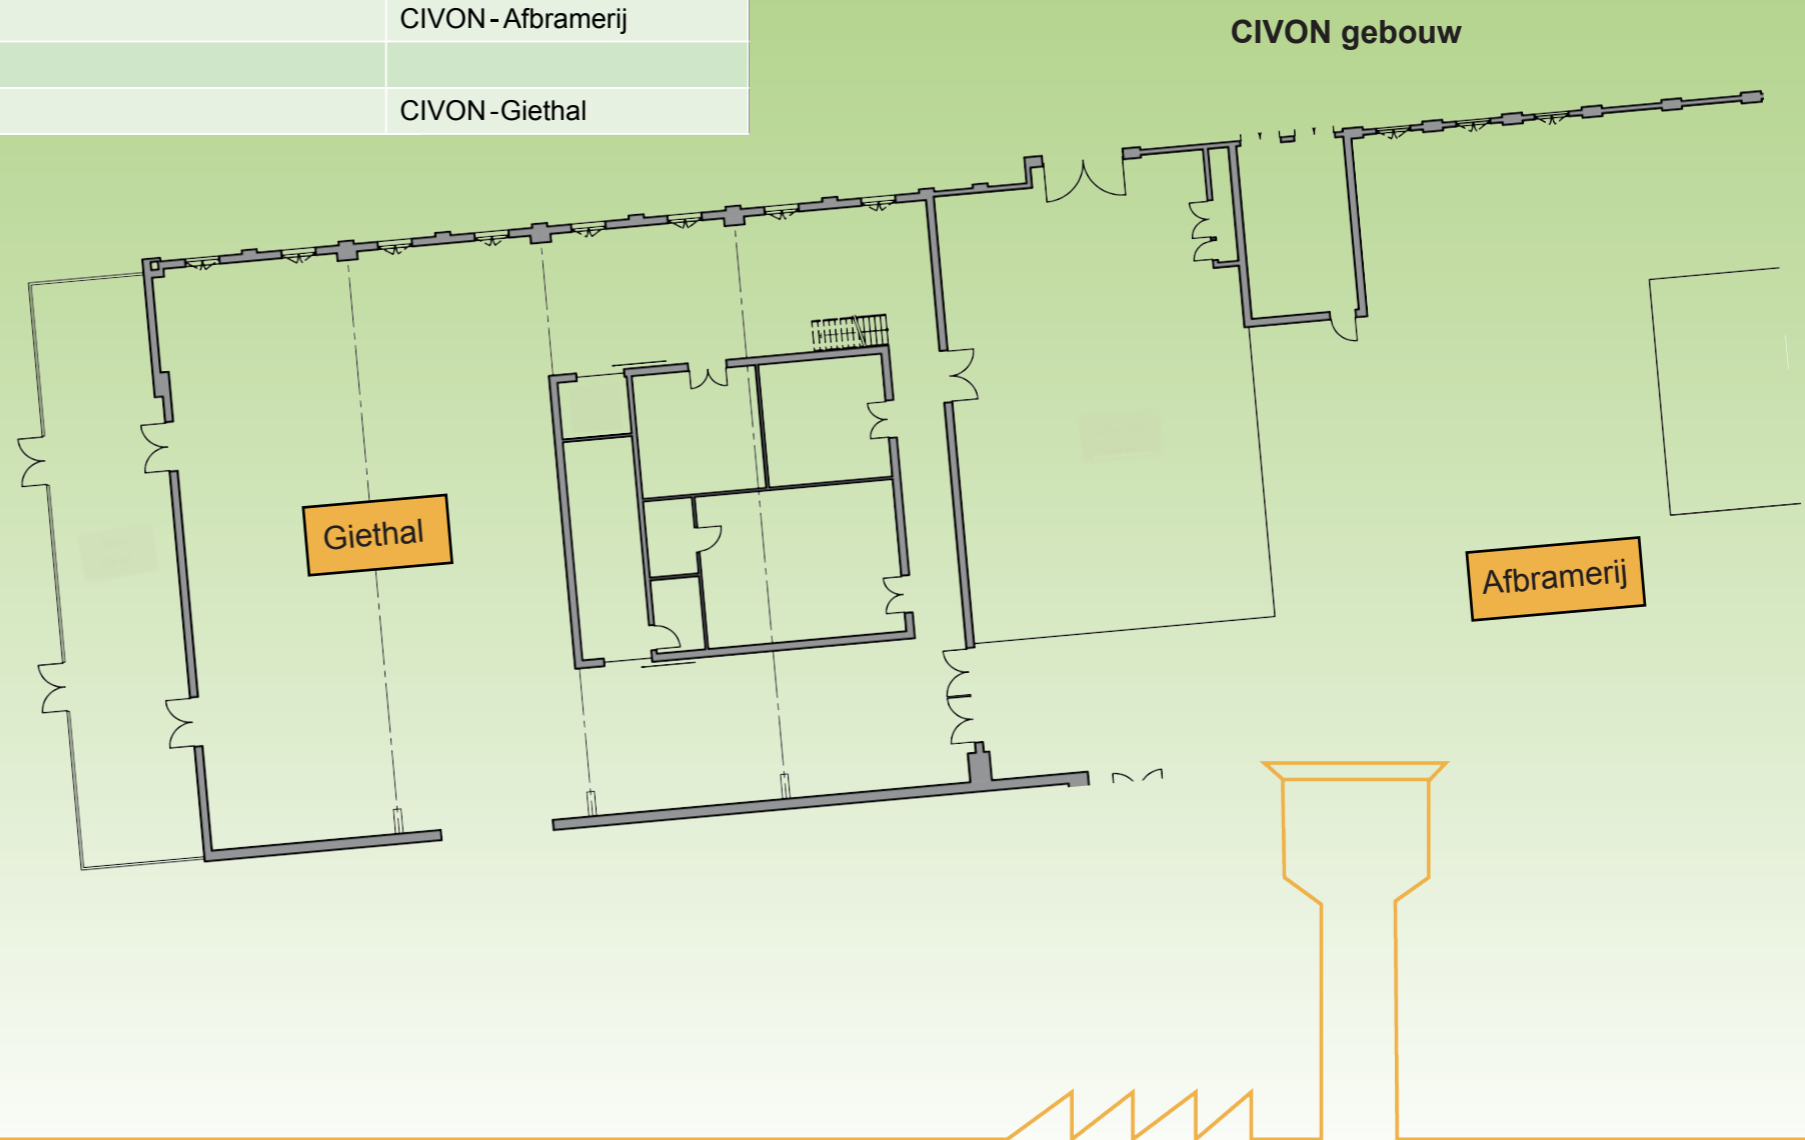 CIVON - Afbramerij
CIVON gebouw
CIVON - Giethal
Giethal
Afbramerij